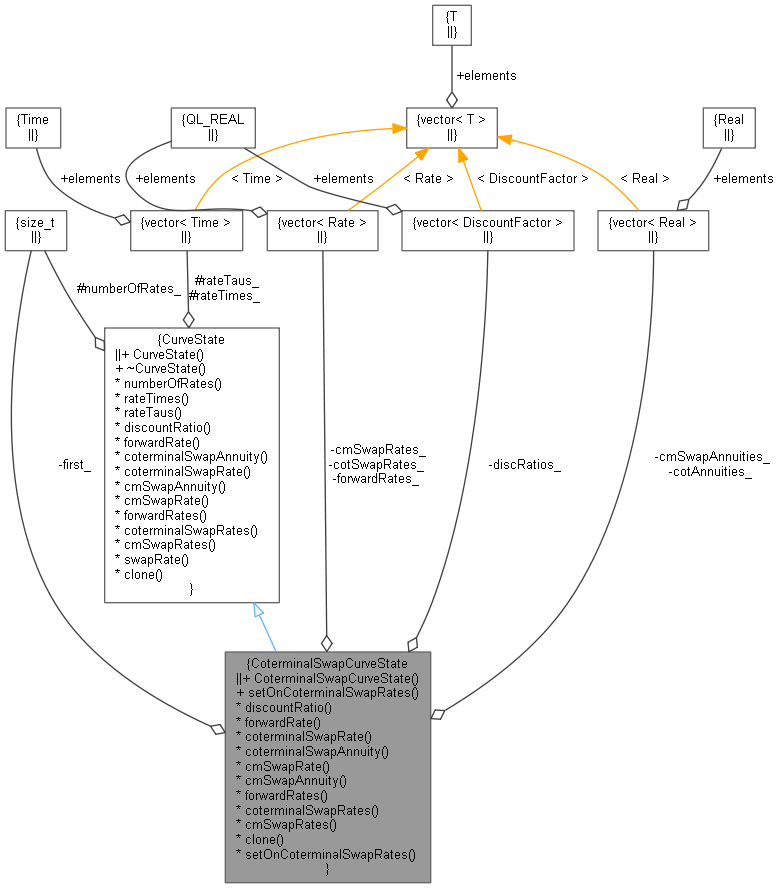 {T
||}
+elements
{Time
||}
{QL_REAL
||}
{vector< T >
||}
{Real
||}
+elements
+elements
< Time >
+elements
< Rate >
< DiscountFactor >
< Real >
+elements
{size_t
||}
{vector< Time >
||}
{vector< Rate >
||}
{vector< DiscountFactor >
||}
{vector< Real >
||}
#numberOfRates_
#rateTaus_
#rateTimes_
{CurveState
||+ CurveState()
+ ~CurveState()
* numberOfRates()
* rateTimes()
* rateTaus()
* discountRatio()
* forwardRate()
* coterminalSwapAnnuity()
* coterminalSwapRate()
* cmSwapAnnuity()
* cmSwapRate()
* forwardRates()
* coterminalSwapRates()
* cmSwapRates()
* swapRate()
* clone()
}
-first_
-cmSwapRates_
-cotSwapRates_
-forwardRates_
-discRatios_
-cmSwapAnnuities_
-cotAnnuities_
{CoterminalSwapCurveState
||+ CoterminalSwapCurveState()
+ setOnCoterminalSwapRates()
* discountRatio()
* forwardRate()
* coterminalSwapRate()
* coterminalSwapAnnuity()
* cmSwapRate()
* cmSwapAnnuity()
* forwardRates()
* coterminalSwapRates()
* cmSwapRates()
* clone()
* setOnCoterminalSwapRates()
}